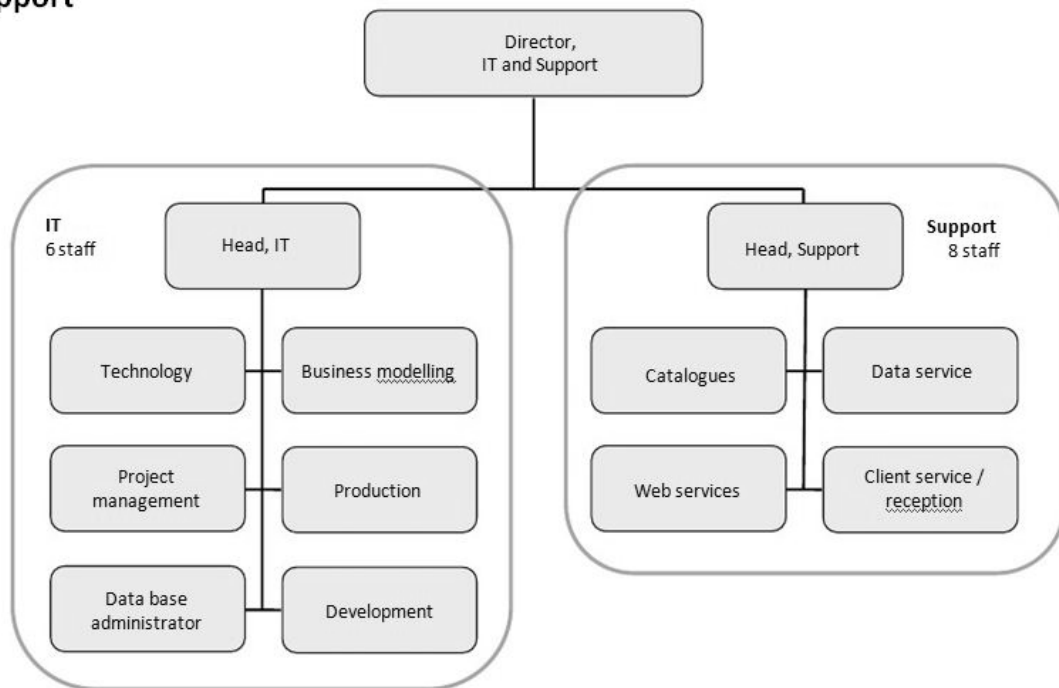 Director,
IT and Support
IT
6 staff
Head, IT
Technology
Business modelling
Project
management
Production
Data base
administrator
Development
Support
8 staff
Head, Support
Catalogues
Data service
Web services
Client service /
reception